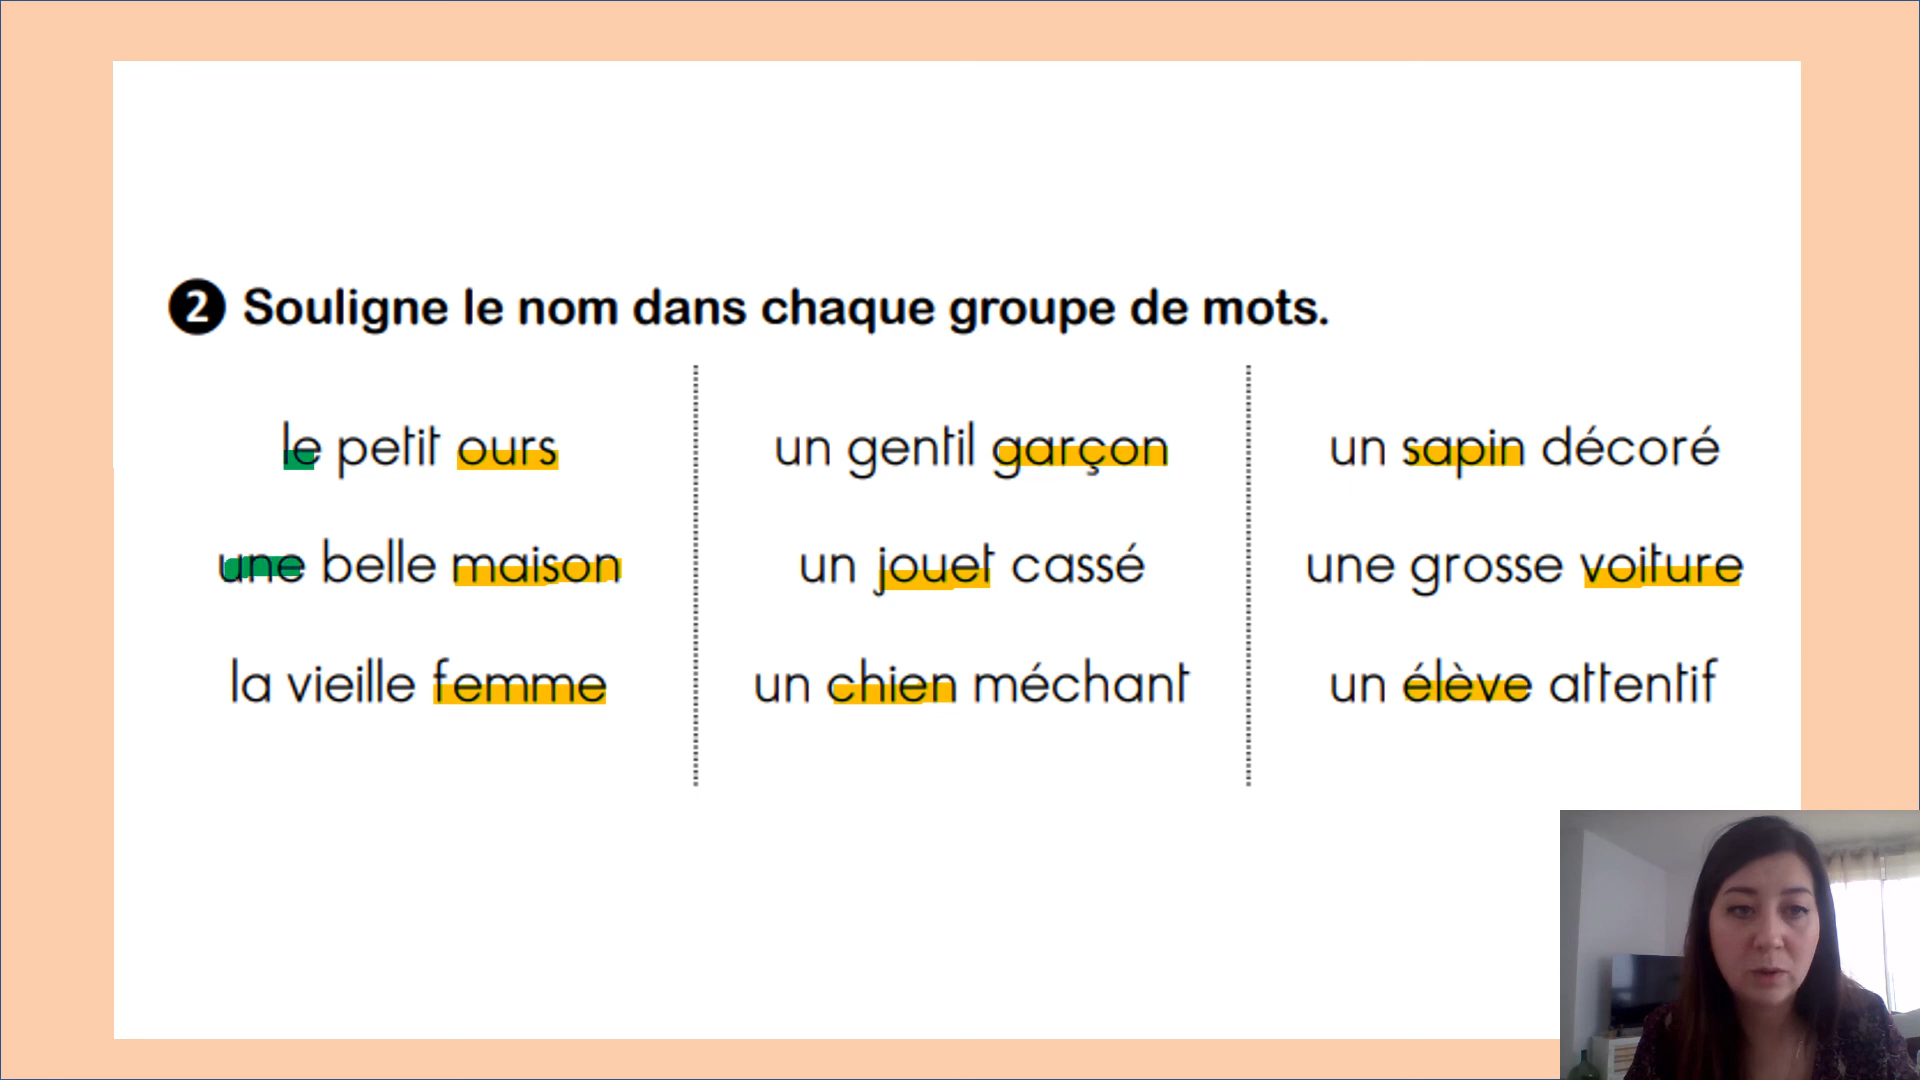 2 Souligne le nom dans chaque groupe de mots.
le petit ours
une belle maison
la vieille femme
un gentil garçon
un jouet cassé
un chien méchant
un sapin décoré
une grosse voiture
un élève attentif